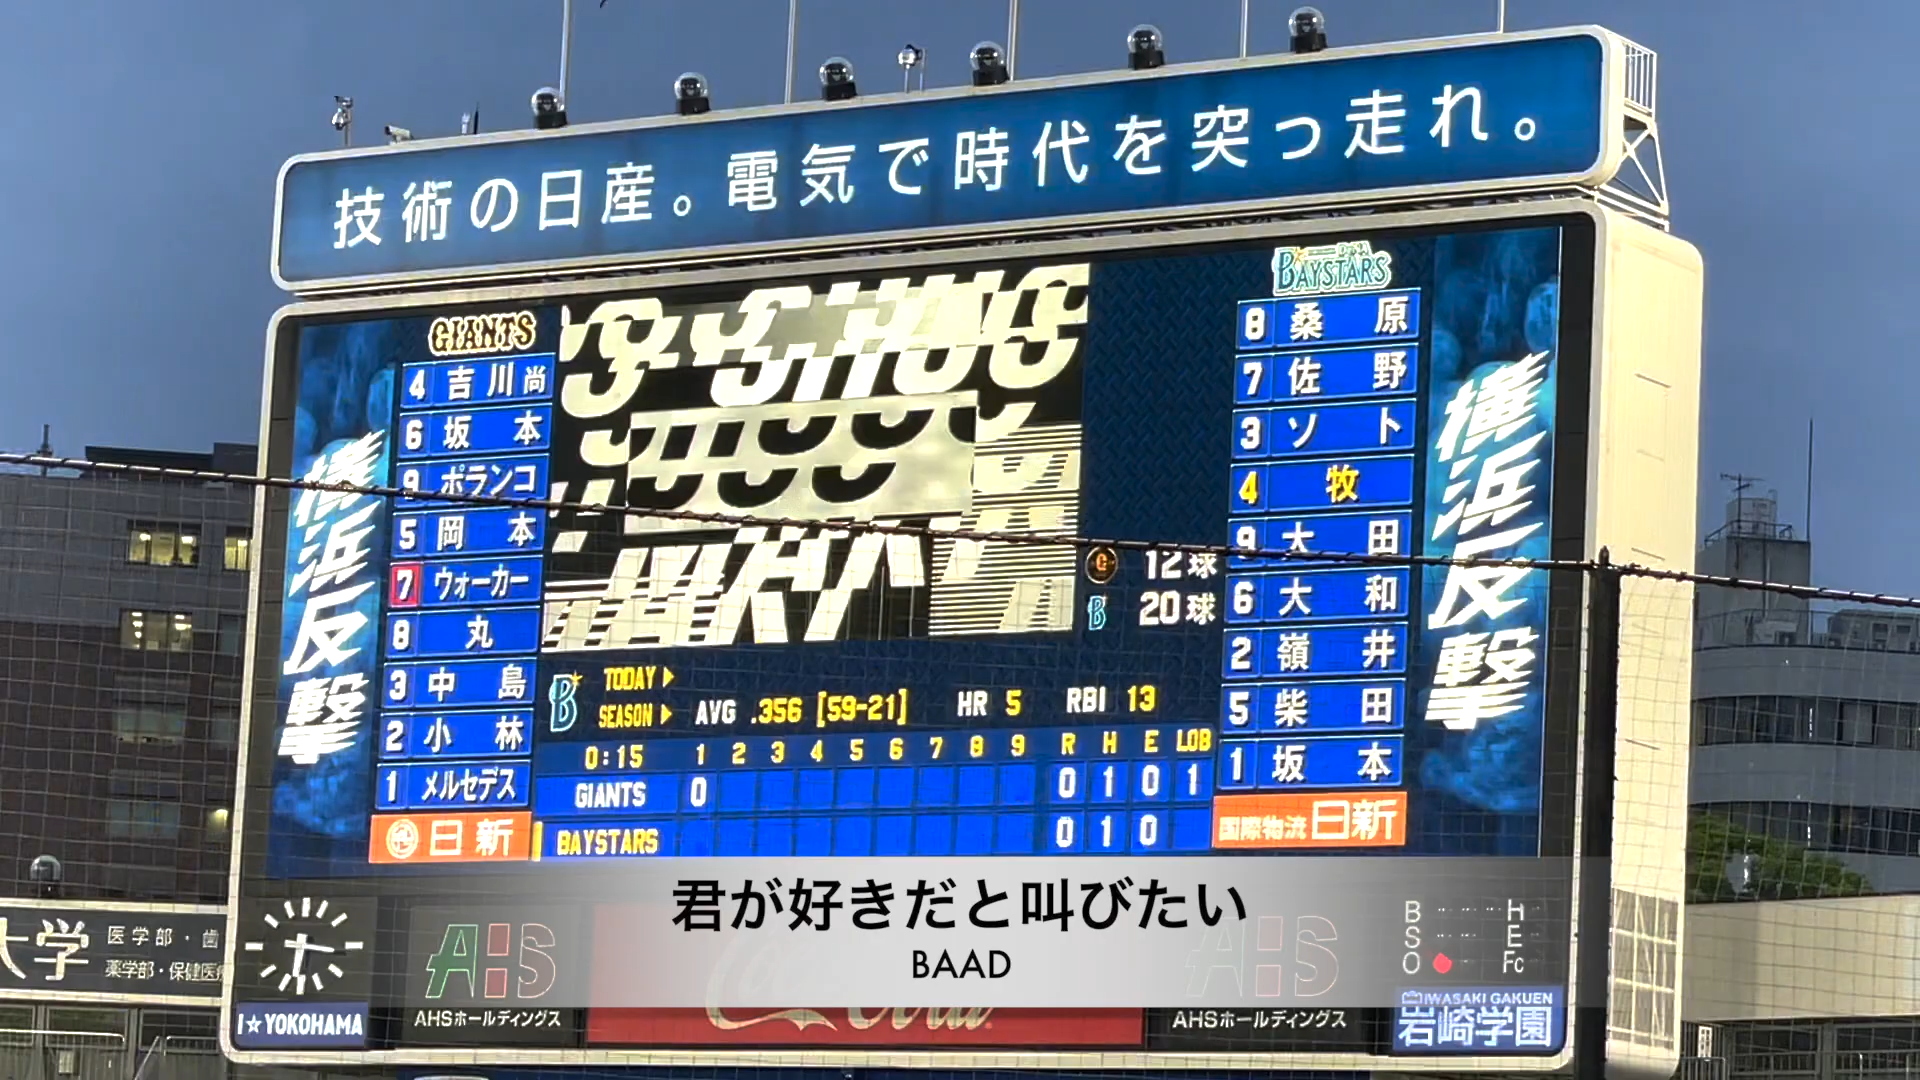 技術の日産。電気で時代を突っ走れ。
GIANTS
4 吉川尚
6 坂本
9 ポランコ
5 岡本
7 ウォーカー
8 丸
3 中島
2 小林
1 メルセデス
日新
横浜反撃
12球
20球
TODAY
SEASON AVG .356 [59-21] HR 5 RBI 13
0:15 1 2 3 4 5 6 7 8 9 R H E LOB
GIANTS 0 0 1 0 1
BAYSTARS 0 1 0
BAYSTARS
8 桑原
7 佐野
3 ソト
4 牧
9 大田
6 大和
2 嶺井
5 柴田
1 坂本
国際物流 日新
横浜反撃
君が好きだと叫びたい
BAAD
大学
医学部・歯
薬学部・保健医療
I☆YOKOHAMA
AHS
AHSホールディングス
AHS
AHSホールディングス
B H
S E
O Fc
IWASAKI GAKUEN
岩崎学園